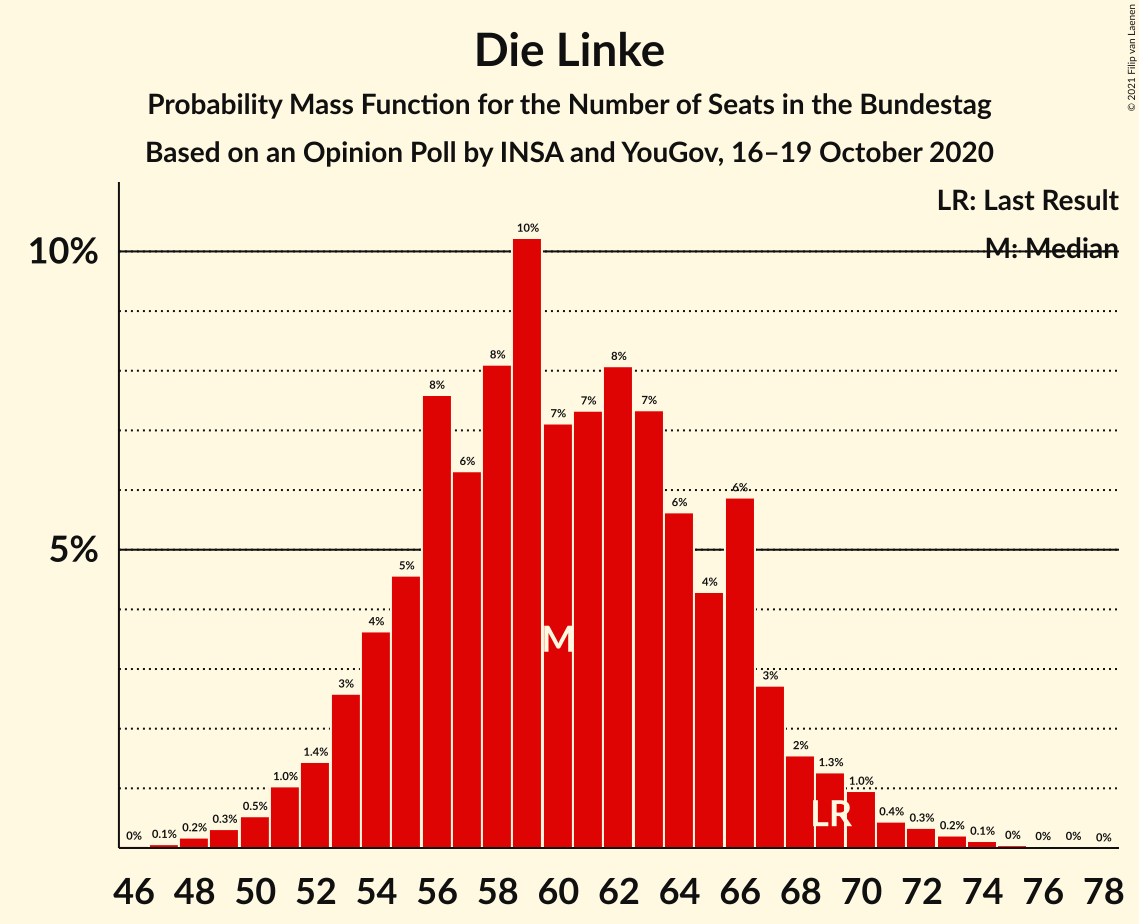 Die Linke
Probability Mass Function for the Number of Seats in the Bundestag
Based on an Opinion Poll by INSA and YouGov, 16–19 October 2020
© 2021 Filip van Laenen
LR: Last Result
M: Median
10%
5%
0% 0.1% 0.2% 0.3% 0.5% 1.0% 1.4% 3% 4% 5% 8% 6% 8% 10% 7% 7% 8% 7% 6% 4% 6% 3% 2% 1.3% 1.0% 0.4% 0.3% 0.2% 0.1% 0% 0% 0% 0%
M
LR
46 48 50 52 54 56 58 60 62 64 66 68 70 72 74 76 78